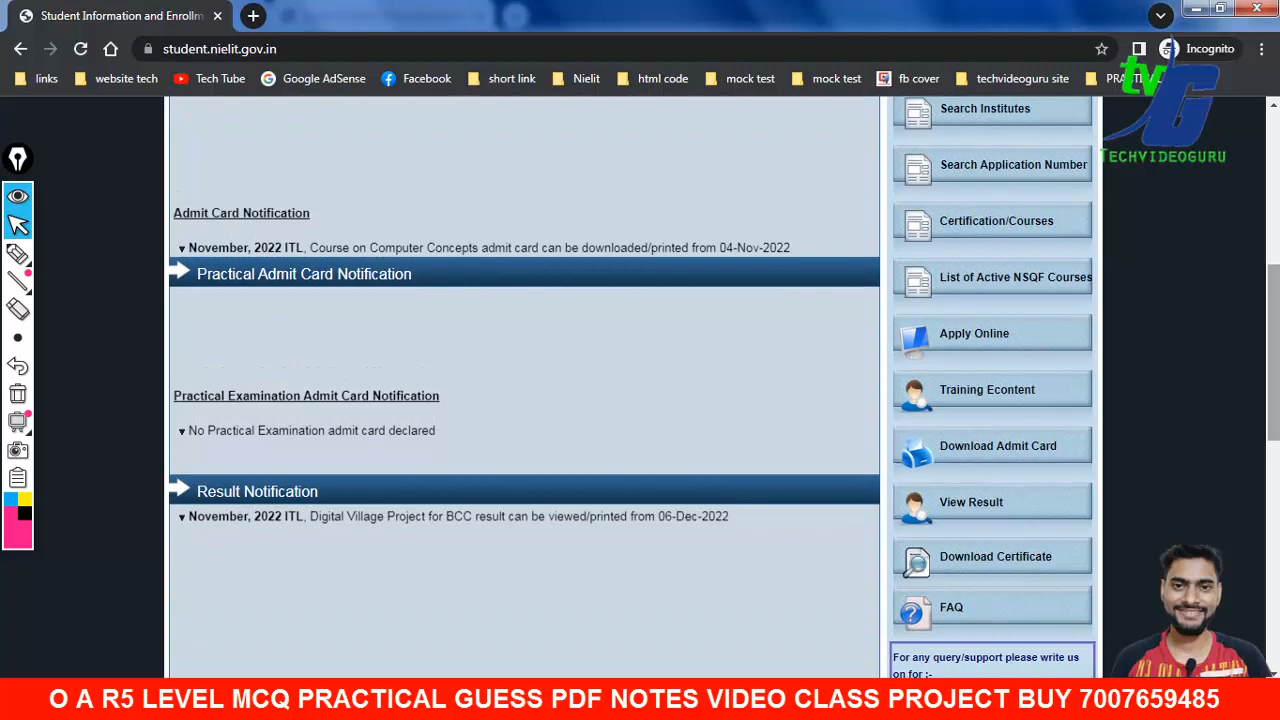 Student Information and Enrollm
student.nielit.gov.in
Incognito
links
website tech
Tech Tube
Google AdSense
Facebook
short link
Nielit
html code
mock test
mock test
fb cover
techvideoguru site
tvG
TECHVIDEOGURU
Search Institutes
Search Application Number
Admit Card Notification
Certification/Courses
November, 2022 ITL, Course on Computer Concepts admit card can be downloaded/printed from 04-Nov-2022
Practical Admit Card Notification
List of Active NSQF Courses
Apply Online
Practical Examination Admit Card Notification
Training Econtent
No Practical Examination admit card declared
Download Admit Card
Result Notification
View Result
November, 2022 ITL, Digital Village Project for BCC result can be viewed/printed from 06-Dec-2022
Download Certificate
FAQ
For any query/support please write us
on for :-
O A R5 LEVEL MCQ PRACTICAL GUESS PDF NOTES VIDEO CLASS PROJECT BUY 7007659485